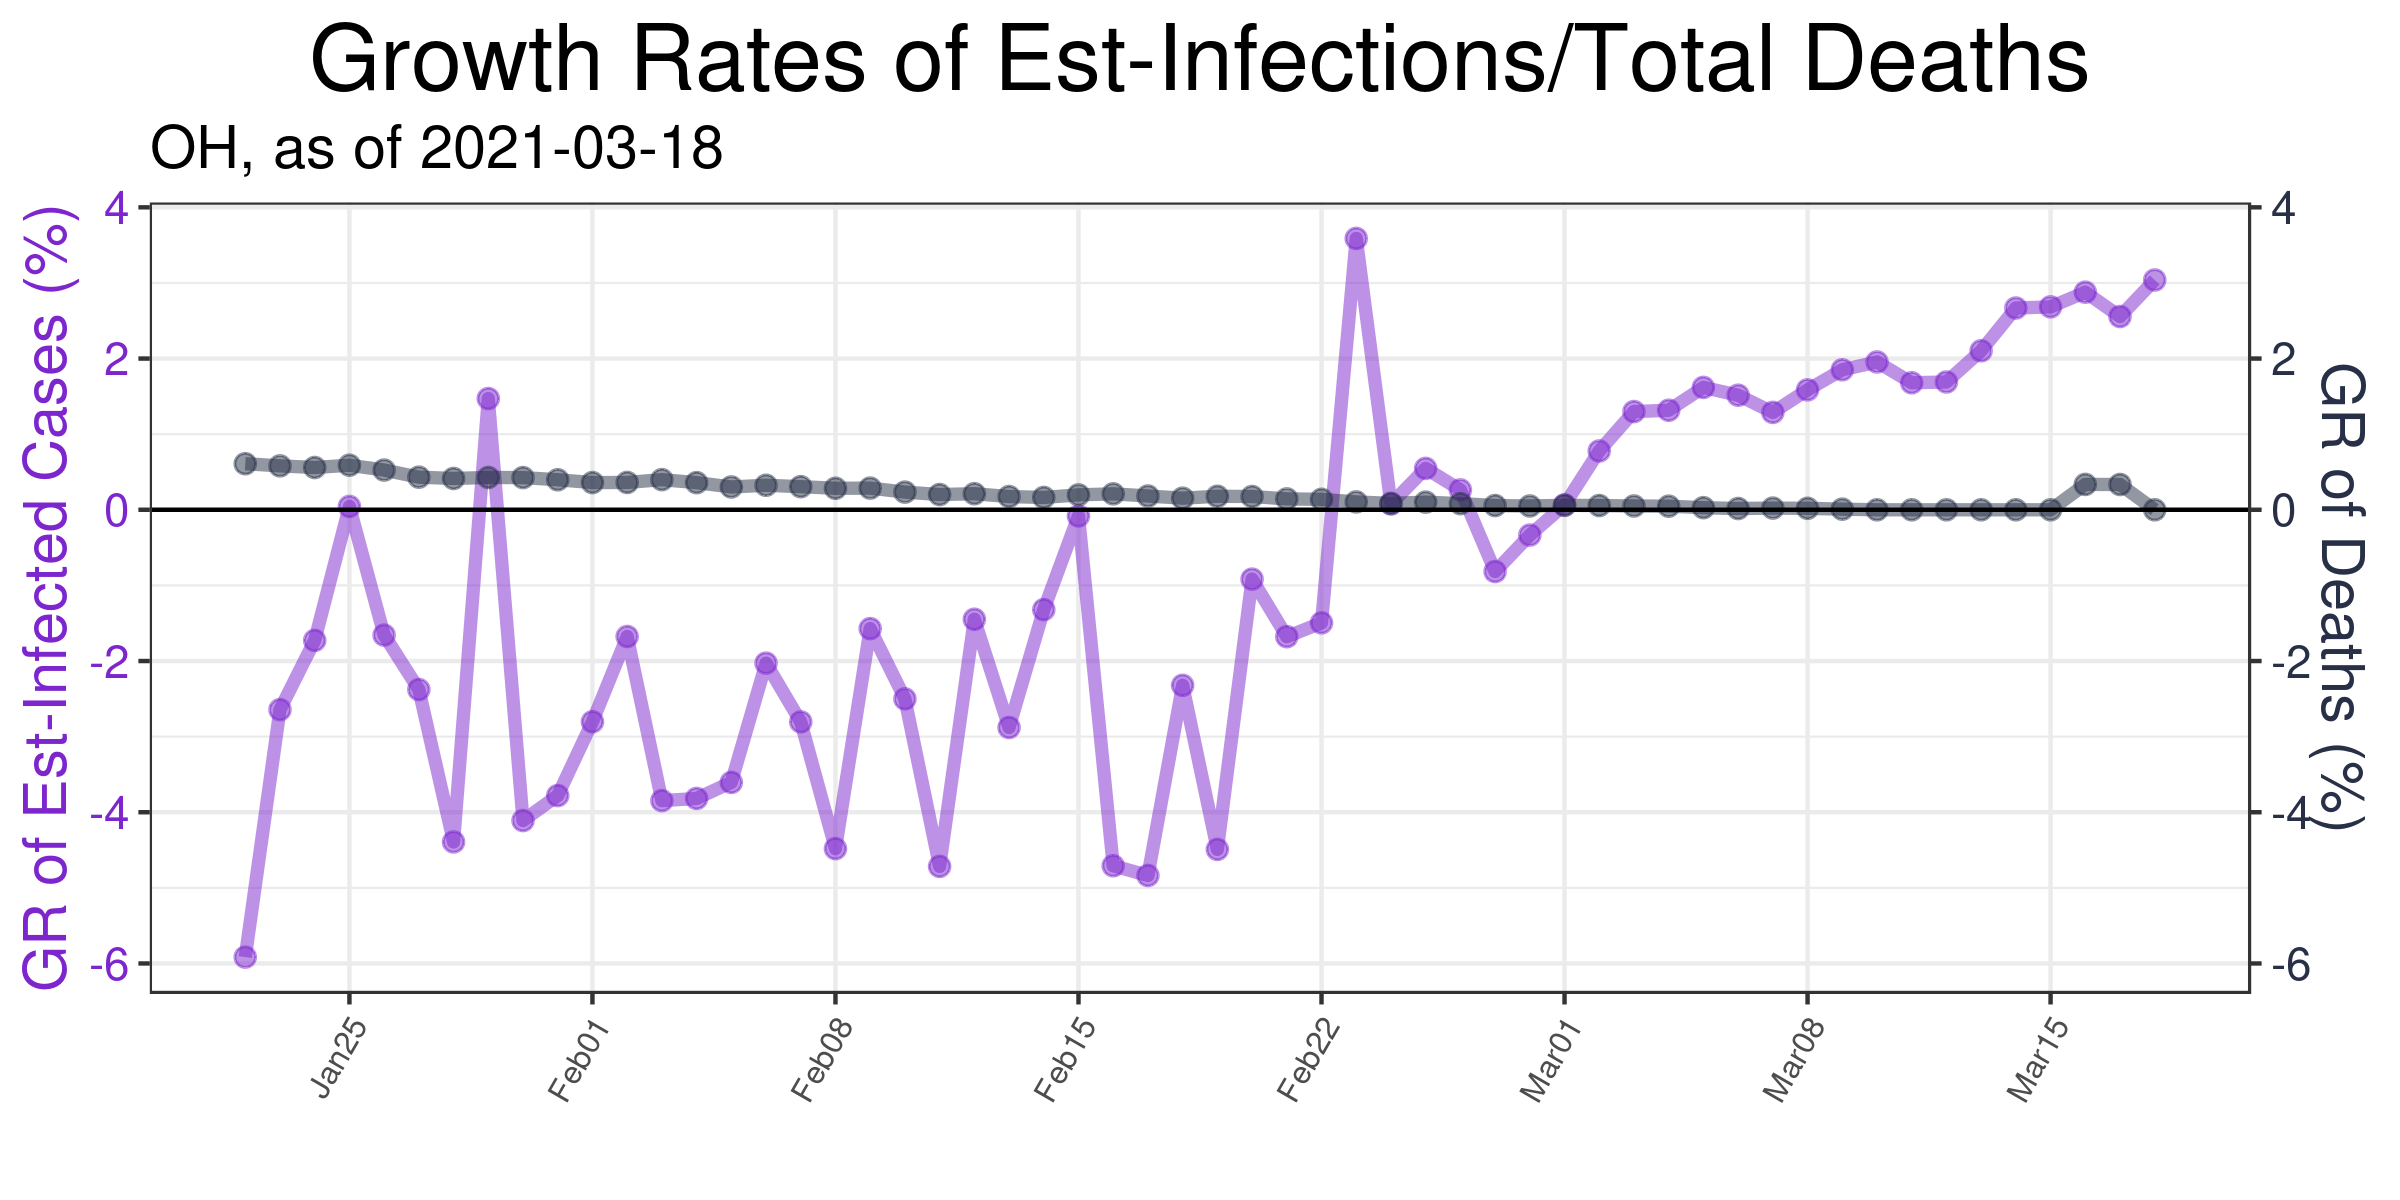 Growth Rates of Est-Infections/Total Deaths
OH, as of 2021-03-18
GR of Est-Infected Cases (%)
4
2
0
-2
-4
-6
4
2
0
-2
-4
-6
GR of Deaths (%)
Jan25
Feb01
Feb08
Feb15
Feb22
Mar01
Mar08
Mar15